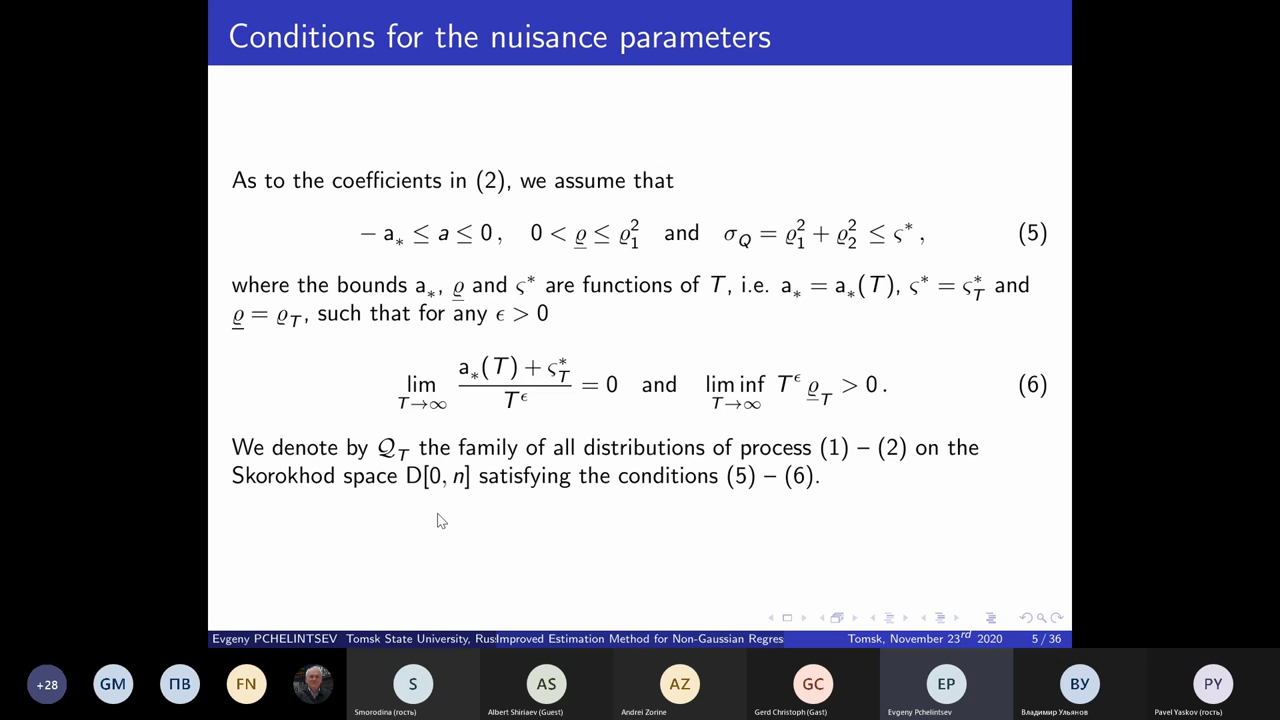 Conditions for the nuisance parameters
As to the coefficients in (2), we assume that
− a_* ≤ a ≤ 0 ,   0 < ϱ̲ ≤ ϱ_1^2   and   σ_Q = ϱ_1^2 + ϱ_2^2 ≤ ς^* ,   (5)
where the bounds a_*, ϱ̲ and ς^* are functions of T, i.e. a_* = a_*(T), ς^* = ς_T^* and
ϱ̲ = ϱ_T, such that for any ϵ > 0
lim_{T→∞} (a_*(T) + ς_T^*) / T^ϵ = 0   and   lim inf_{T→∞} T^ϵ ϱ̲_T > 0 .   (6)
We denote by 𝒬_T the family of all distributions of process (1) – (2) on the
Skorokhod space D[0, n] satisfying the conditions (5) – (6).
Evgeny PCHELINTSEV Tomsk State University, Rus Improved Estimation Method for Non-Gaussian Regres Tomsk, November 23rd 2020 5 / 36
+28 GM ПВ FN S AS AZ GC EP ВУ PY
Smorodina (гость) Albert Shiriaev (Guest) Andrei Zorine Gerd Christoph (Gast) Evgeny Pchelintsev Владимир Ульянов Pavel Yaskov (гость)